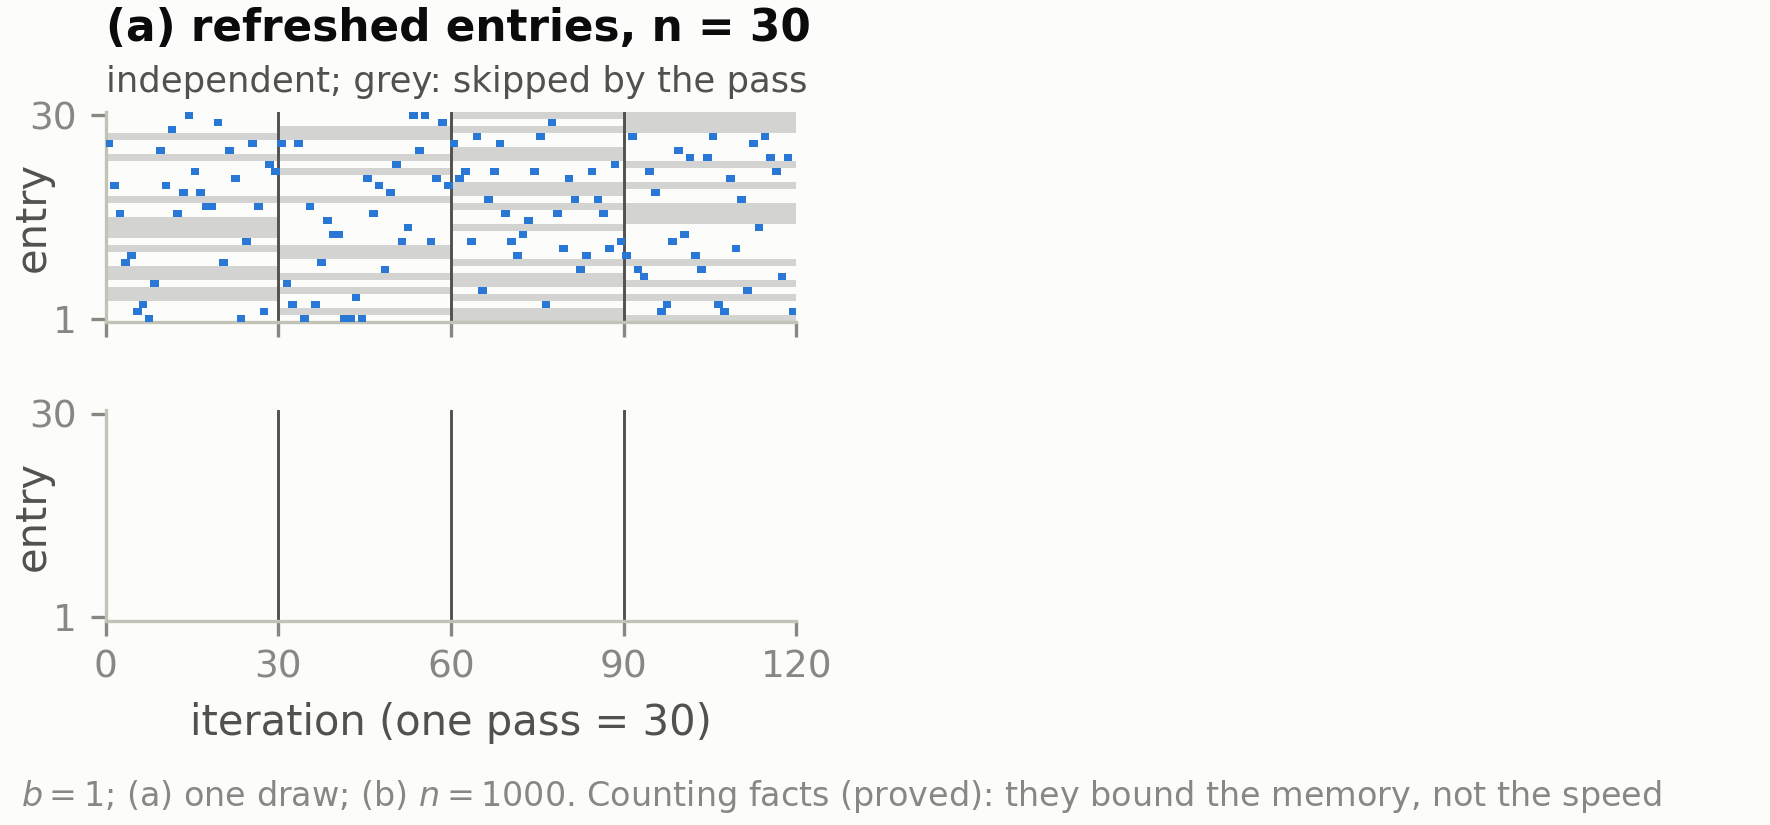 (a) refreshed entries, n = 30
independent; grey: skipped by the pass
30
entry
1
30
entry
1
0 30 60 90 120
iteration (one pass = 30)
b = 1; (a) one draw; (b) n = 1000. Counting facts (proved): they bound the memory, not the speed